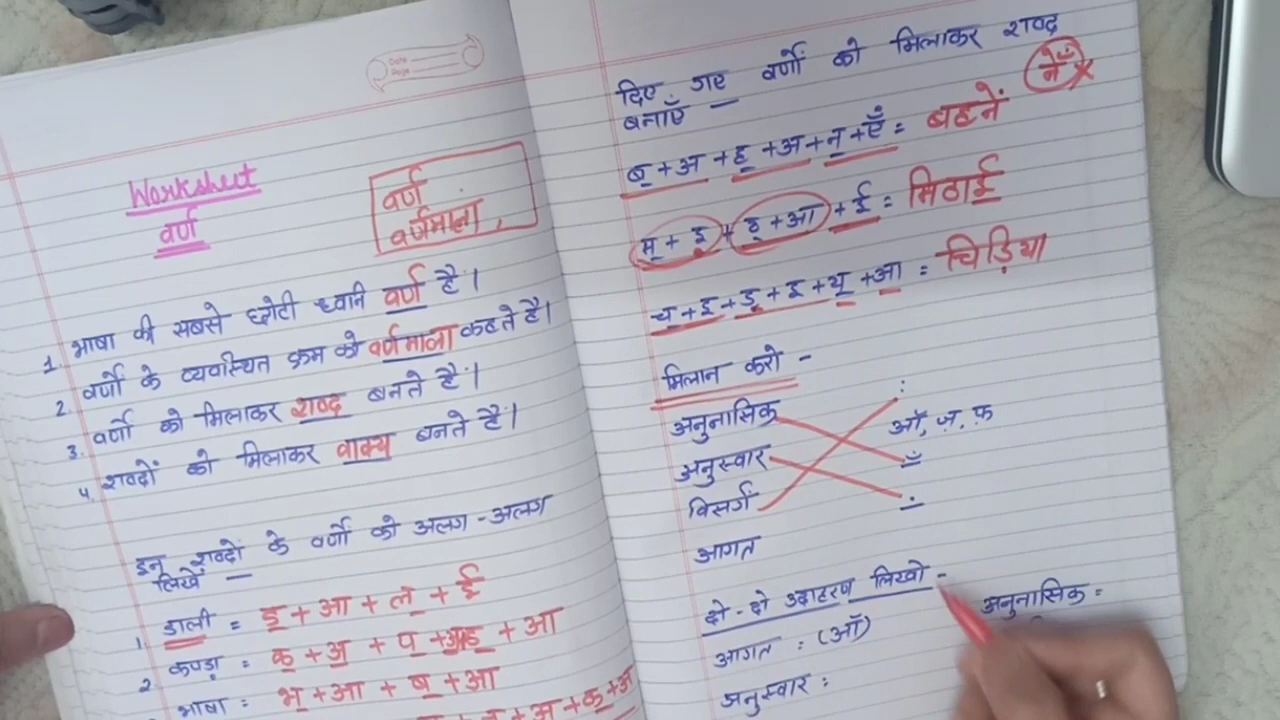 Date
Page
Worksheet
वर्ण
वर्ण
वर्णमाला,
1. भाषा की सबसे छोटी ध्वनि वर्ण है।
2. वर्णों के व्यवस्थित क्रम को वर्णमाला कहते है।
3. वर्णों को मिलाकर शब्द बनते है।
4. शब्दों को मिलाकर वाक्य बनते है।
इन शब्दों के वर्णों को अलग-अलग
लिखें
1. डाली = ड् + आ + ल् + ई
2. कपड़ा = क् + अ + प् + ड़् + आ
भाषा : भ् + आ + ष् + आ
दिए गए वर्णों को मिलाकर शब्द
बनाएँ
नेँ x
ब् + अ + ह् + अ + न् + एँ = बहनें
म् + इ + ठ् + आ + ई = मिठाई
च् + इ + ड़् + इ + य् + आ = चिड़िया
मिलान करो -
अनुनासिक :
अनुस्वार ऑ, ज़, फ़
विसर्ग ँ
आगत ं
दो-दो उदाहरण लिखो -
आगत : (ऑ) अनुनासिक :
अनुस्वार :